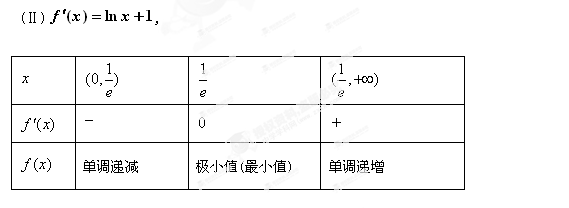 (Ⅱ) f'(x) = ln x + 1,
x (0, 1/e) 1/e (1/e, +∞)
f'(x) − 0 +
f(x) 单调递减 极小值(最小值) 单调递增